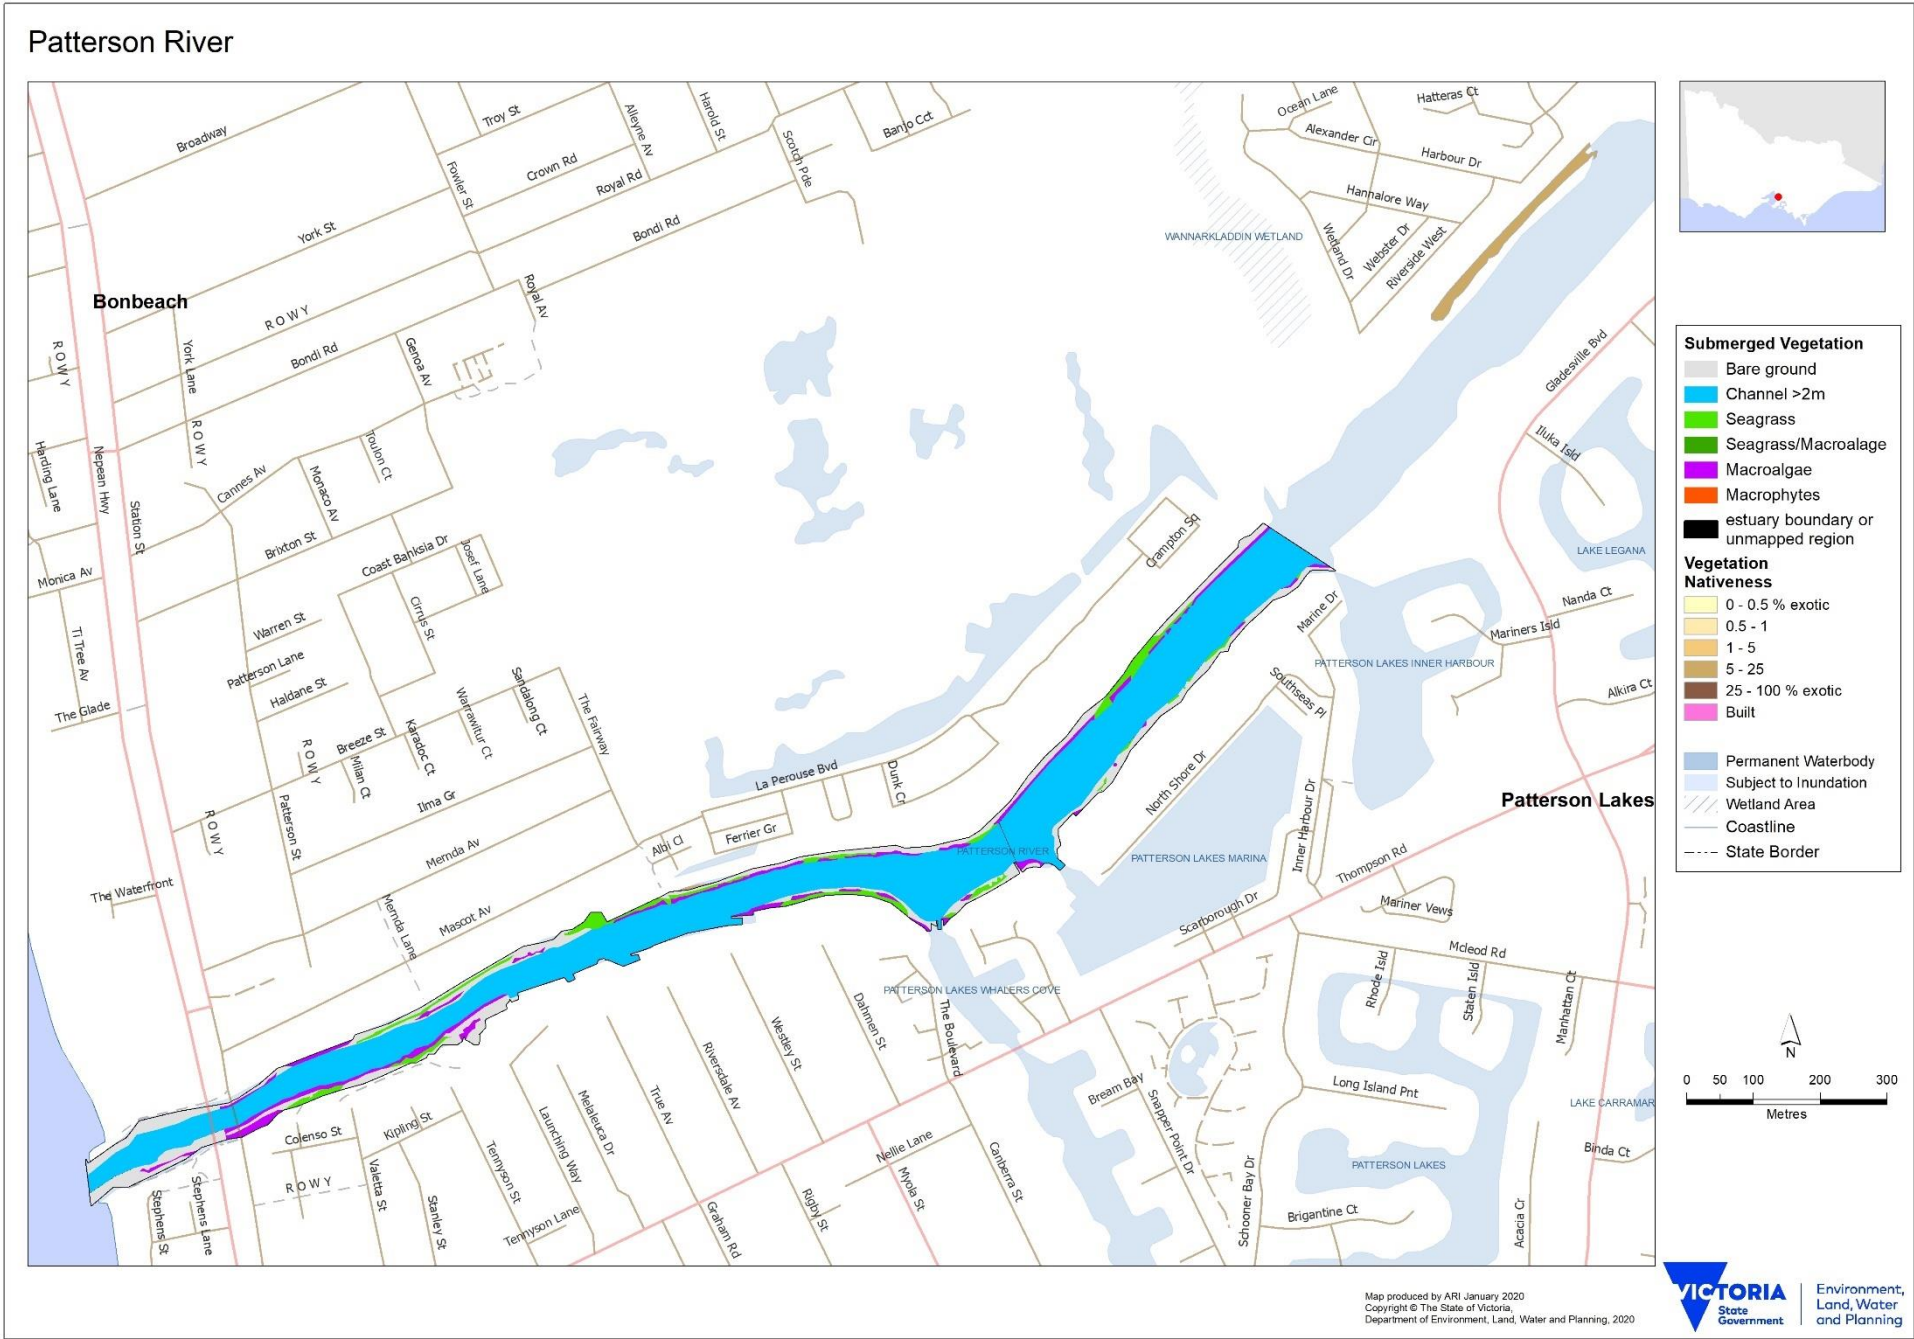 Patterson River
Broadway
Troy St
Alleyne Av
Harold St
Scotch Pde
Banjo Cct
Ocean Lane
Hatteras Ct
Alexander Cir
Harbour Dr
Fowler St
Crown Rd
Royal Rd
Hannalore Way
York St
Bondi Rd
WANNARKLADDIN WETLAND
Wetland Dr
Webster Dr
Riverside West
Bonbeach
Royal Av
R O W Y
R O W Y
York Lane
Bondi Rd
Genoa Av
Gladesville Blvd
R O W Y
Harding Lane
Nepean Hwy
Toulon Ct
Iluka Isld
Cannes Av
Monaco Av
Station St
Crampton Sq
LAKE LEGANA
Brixton St
Coast Banksia Dr
Josef Lane
Monica Av
Cirrus St
Marine Dr
Nanda Ct
Warren St
Mariners Isld
Ti Tree Av
Patterson Lane
PATTERSON LAKES INNER HARBOUR
Haldane St
Sandalong Ct
Southseas Pl
Alkira Ct
The Glade
Warrawitur Ct
The Fairway
Breeze St
Karadoc Ct
R O W Y
Milan Ct
La Perouse Bvd
Dunk Cr
North Shore Dr
Ilma Gr
Inner Harbour Dr
Patterson Lakes
R O W Y
Patterson St
Ferrier Gr
Albi Cl
Mernda Av
PATTERSON RIVER
PATTERSON LAKES MARINA
Thompson Rd
The Waterfront
Mernda Lane
Mascot Av
Scarborough Dr
Mariner Vews
Mcleod Rd
Rhode Isld
Staten Isld
Manhattan Ct
PATTERSON LAKES WHALERS COVE
Dahmen St
The Boulevard
Westley St
Riversdale Av
True Av
Bream Bay
Snapper Point Dr
Long Island Pnt
LAKE CARRAMAR
Melaleuca Dr
Launching Way
Colenso St
Kipling St
Tennyson St
Nelle Lane
Canberra St
Binda Ct
PATTERSON LAKES
Valetta St
R O W Y
Stephens St
Stephens Lane
Stanley St
Tennyson Lane
Graham Rd
Rigby St
Myola St
Schooner Bay Dr
Brigantine Ct
Acacia Cr
Submerged Vegetation
Bare ground
Channel >2m
Seagrass
Seagrass/Macroalage
Macroalgae
Macrophytes
estuary boundary or
unmapped region
Vegetation
Nativeness
0 - 0.5 % exotic
0.5 - 1
1 - 5
5 - 25
25 - 100 % exotic
Built
Permanent Waterbody
Subject to Inundation
Wetland Area
Coastline
State Border
N
0 50 100 200 300
Metres
Map produced by ARI January 2020
Copyright © The State of Victoria,
Department of Environment, Land, Water and Planning, 2020
VICTORIA
State
Government
Environment,
Land, Water
and Planning